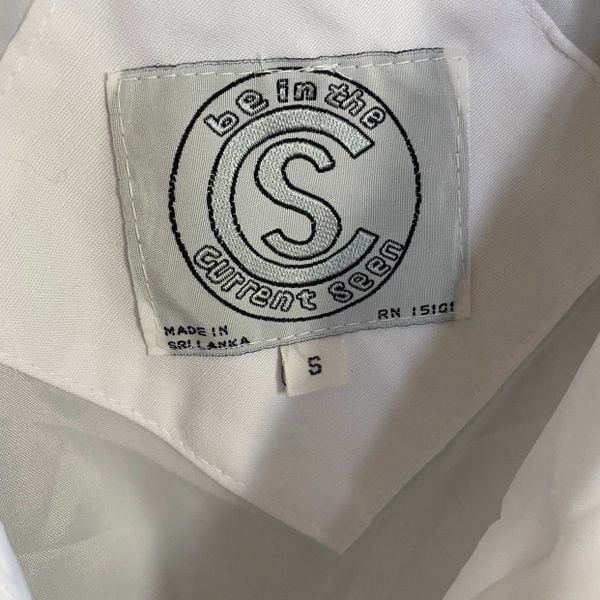 be in the
CS
current seen
MADE IN
SRI LANKA
RN 15101
S